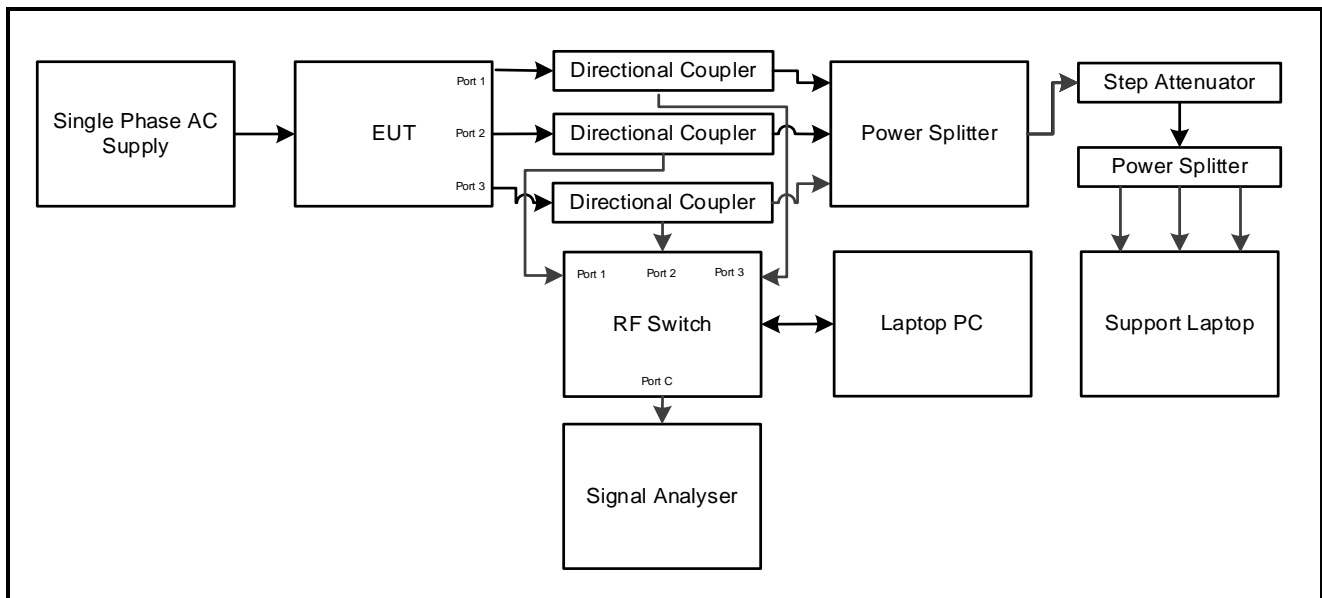 Single Phase AC
Supply
EUT
Port 1
Port 2
Port 3
Directional Coupler
Directional Coupler
Directional Coupler
Power Splitter
Step Attenuator
Power Splitter
Port 1
Port 2
Port 3
RF Switch
Port C
Laptop PC
Support Laptop
Signal Analyser